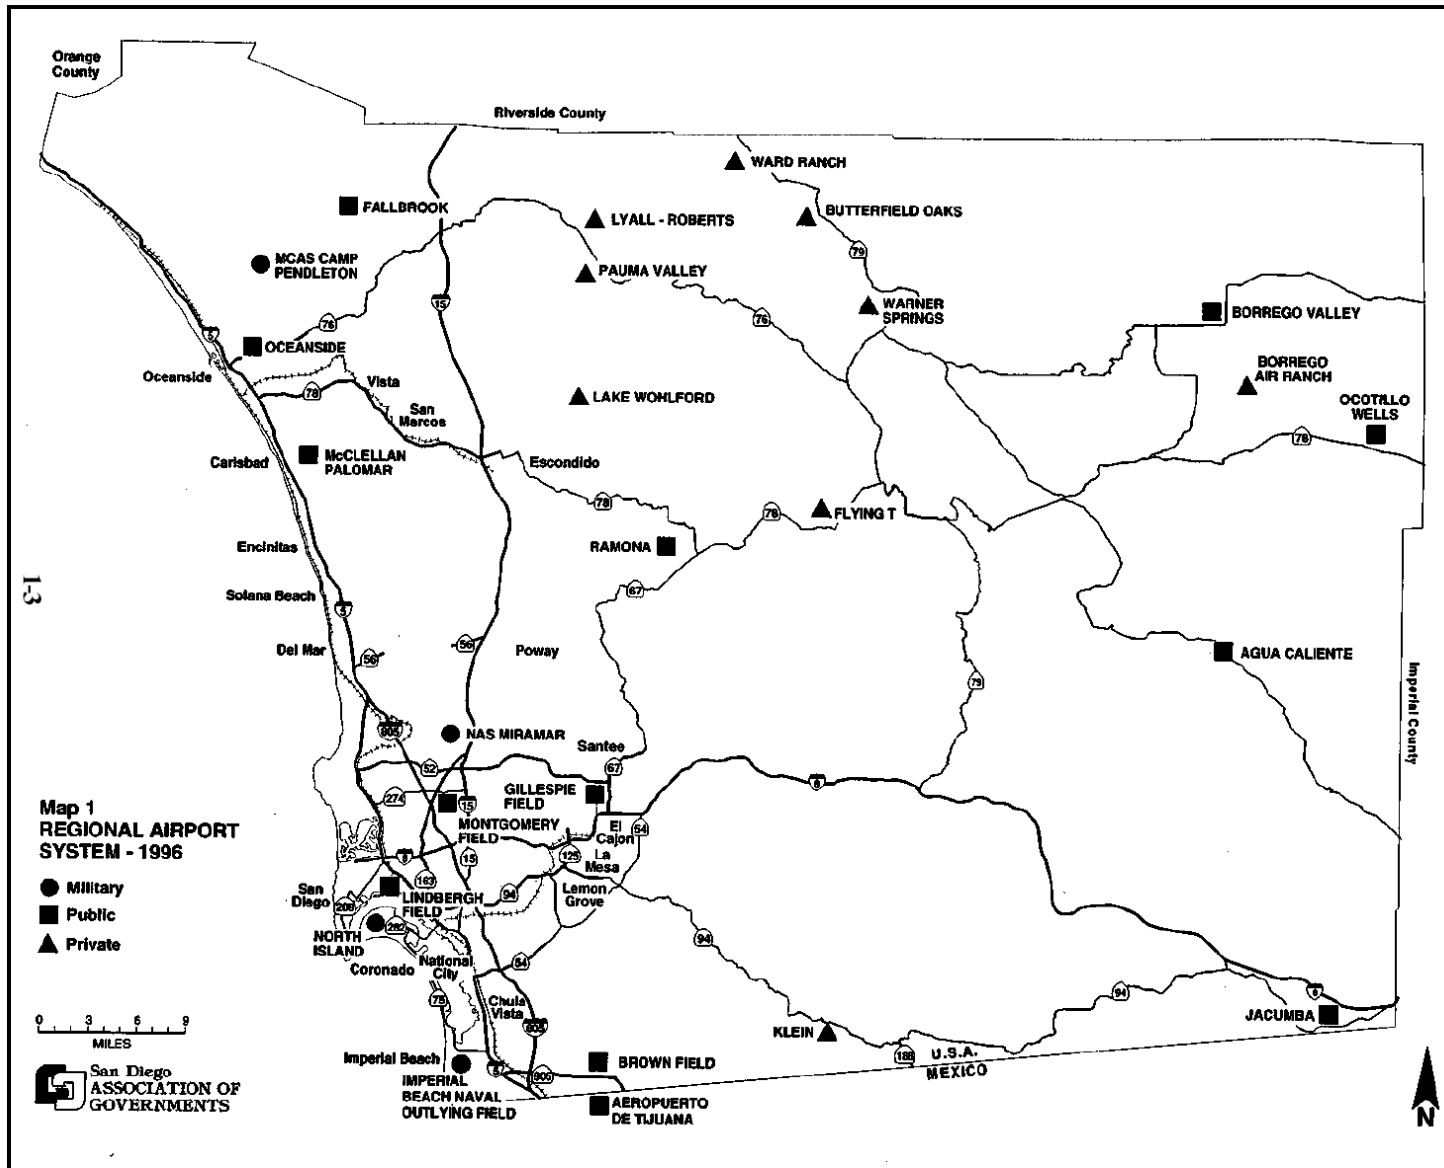 Orange
County
Riverside County
WARD RANCH
FALLBROOK
LYALL - ROBERTS
BUTTERFIELD OAKS
79
MCAS CAMP
PENDLETON
PAUMA VALLEY
15
76
76
WARNER
SPRINGS
BORREGO VALLEY
5
OCEANSIDE
Oceanside
Vista
78
BORREGO
AIR RANCH
LAKE WOHLFORD
OCOTILLO
WELLS
San
Marcos
78
McCLELLAN
PALOMAR
Carlsbad
Escondido
78
78
FLYING T
Encinitas
RAMONA
1-3
67
Solana Beach
5
Del Mar
56
56
Poway
AGUA CALIENTE
79
Imperial County
805
NAS MIRAMAR
Santee
52
67
8
GILLESPIE
FIELD
274
15
MONTGOMERY
FIELD
El
Cajon
54
Map 1
REGIONAL AIRPORT
SYSTEM - 1996
8
15
125
La
Mesa
163
Military
San
Diego
209
LINDBERGH
FIELD
94
Lemon
Grove
Public
NORTH
ISLAND
282
Private
94
Coronado
National
City
54
75
Chula
Vista
94
8
JACUMBA
0 3 6 9
MILES
805
KLEIN
188
U.S.A.
MEXICO
Imperial Beach
5
905
BROWN FIELD
IMPERIAL
BEACH NAVAL
OUTLYING FIELD
AEROPUERTO
DE TIJUANA
San Diego
ASSOCIATION OF
GOVERNMENTS
N